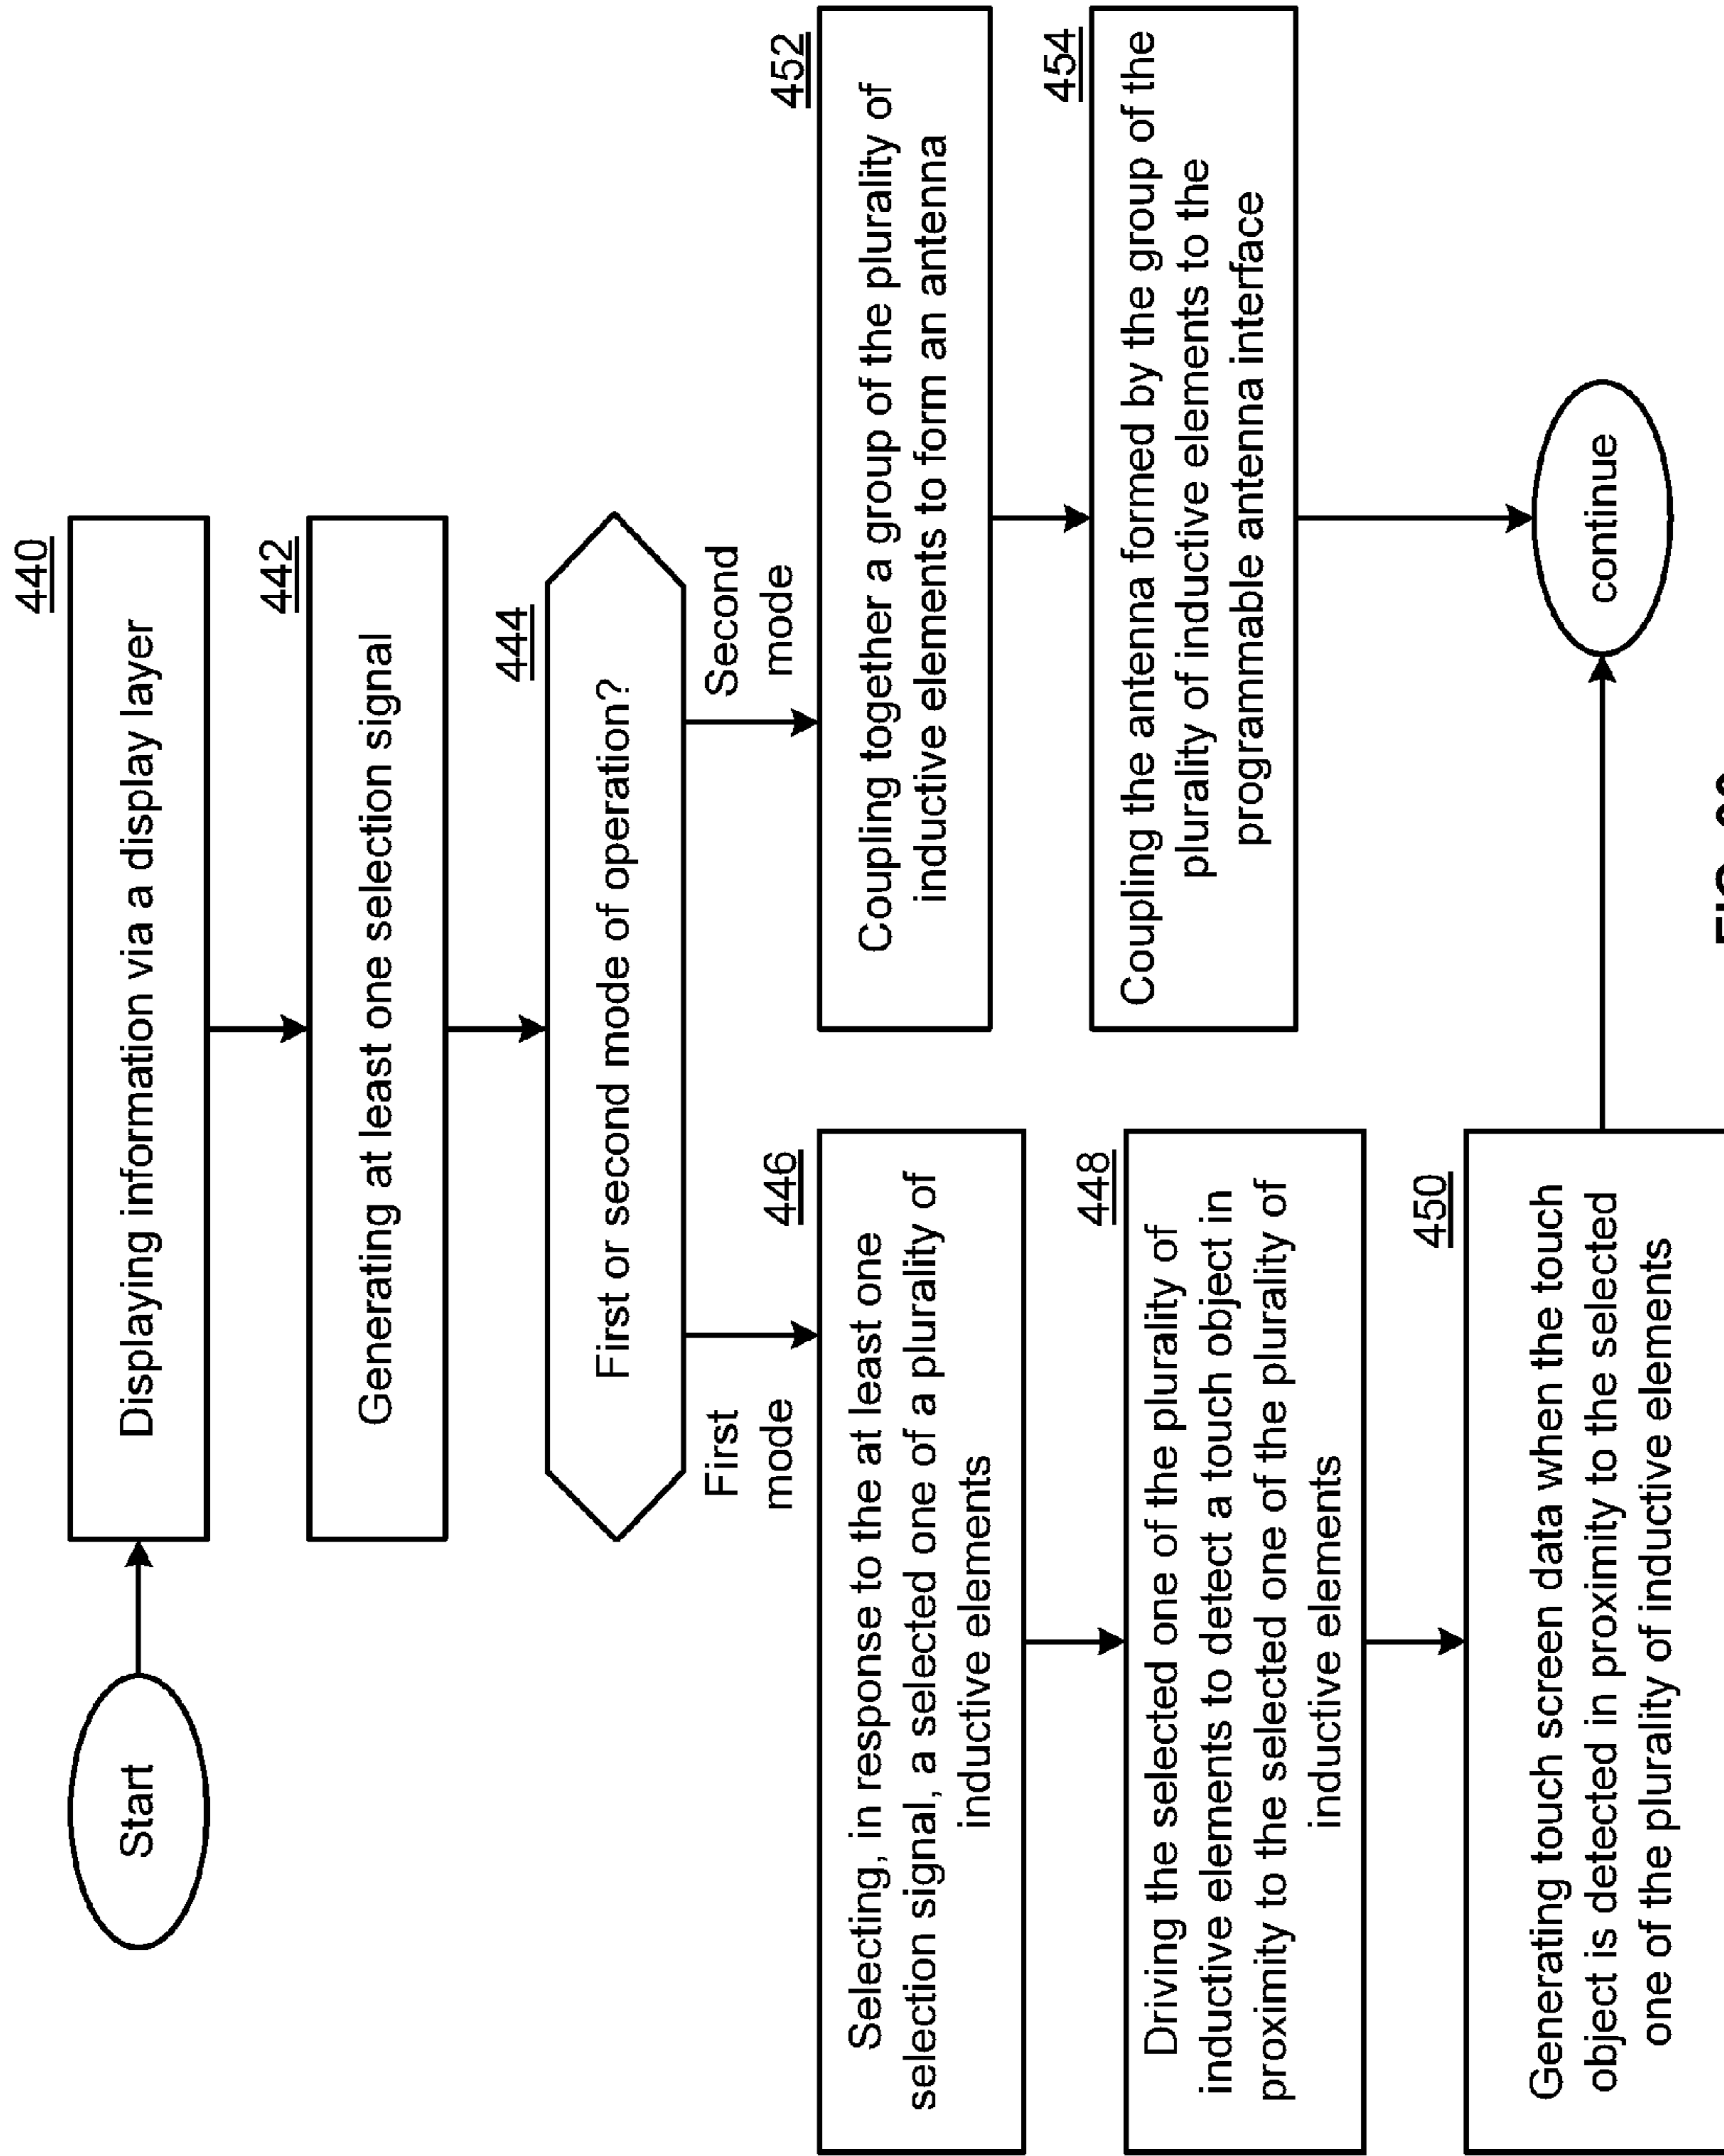 Start
440
Displaying information via a display layer
442
Generating at least one selection signal
444
First or second mode of operation?
First
mode
Second
mode
446
Selecting, in response to the at least one
selection signal, a selected one of a plurality of
inductive elements
448
Driving the selected one of the plurality of
inductive elements to detect a touch object in
proximity to the selected one of the plurality of
inductive elements
450
Generating touch screen data when the touch
object is detected in proximity to the selected
one of the plurality of inductive elements
452
Coupling together a group of the plurality of
inductive elements to form an antenna
454
Coupling the antenna formed by the group of the
plurality of inductive elements to the
programmable antenna interface
continue
FIG.